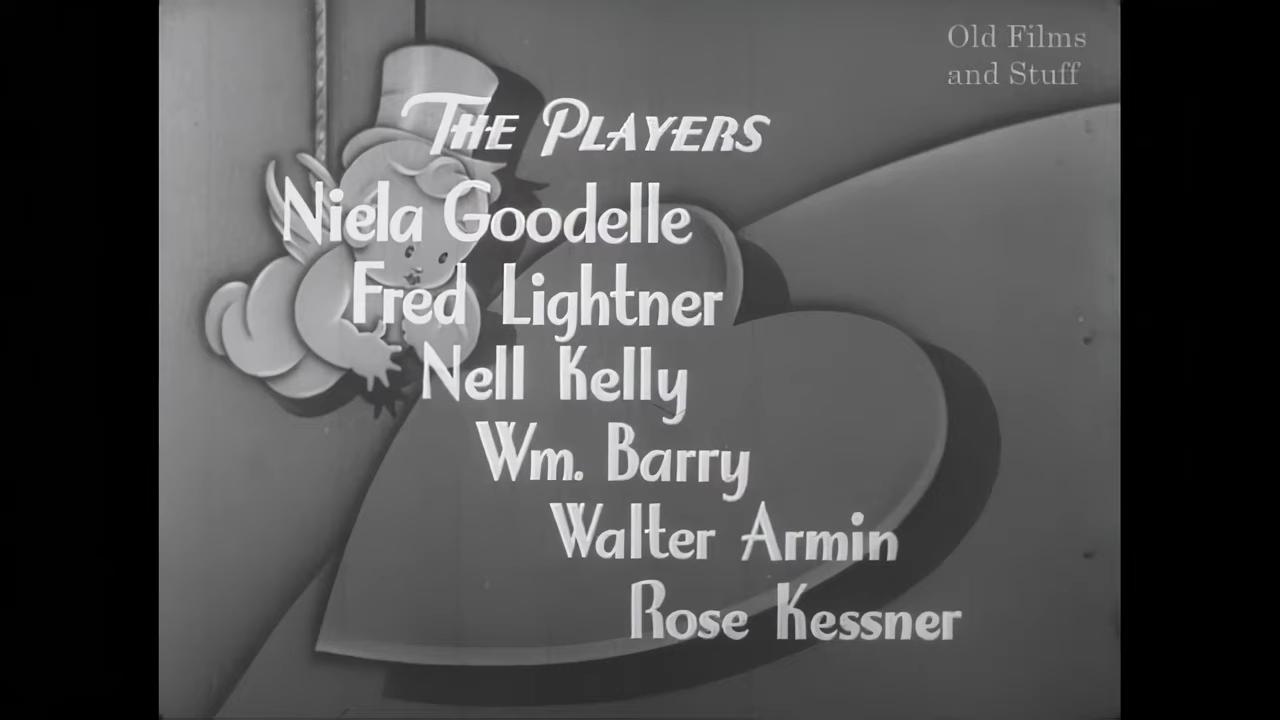 Old Films
and Stuff
The Players
Niela Goodelle
Fred Lightner
Nell Kelly
Wm. Barry
Walter Armin
Rose Kessner